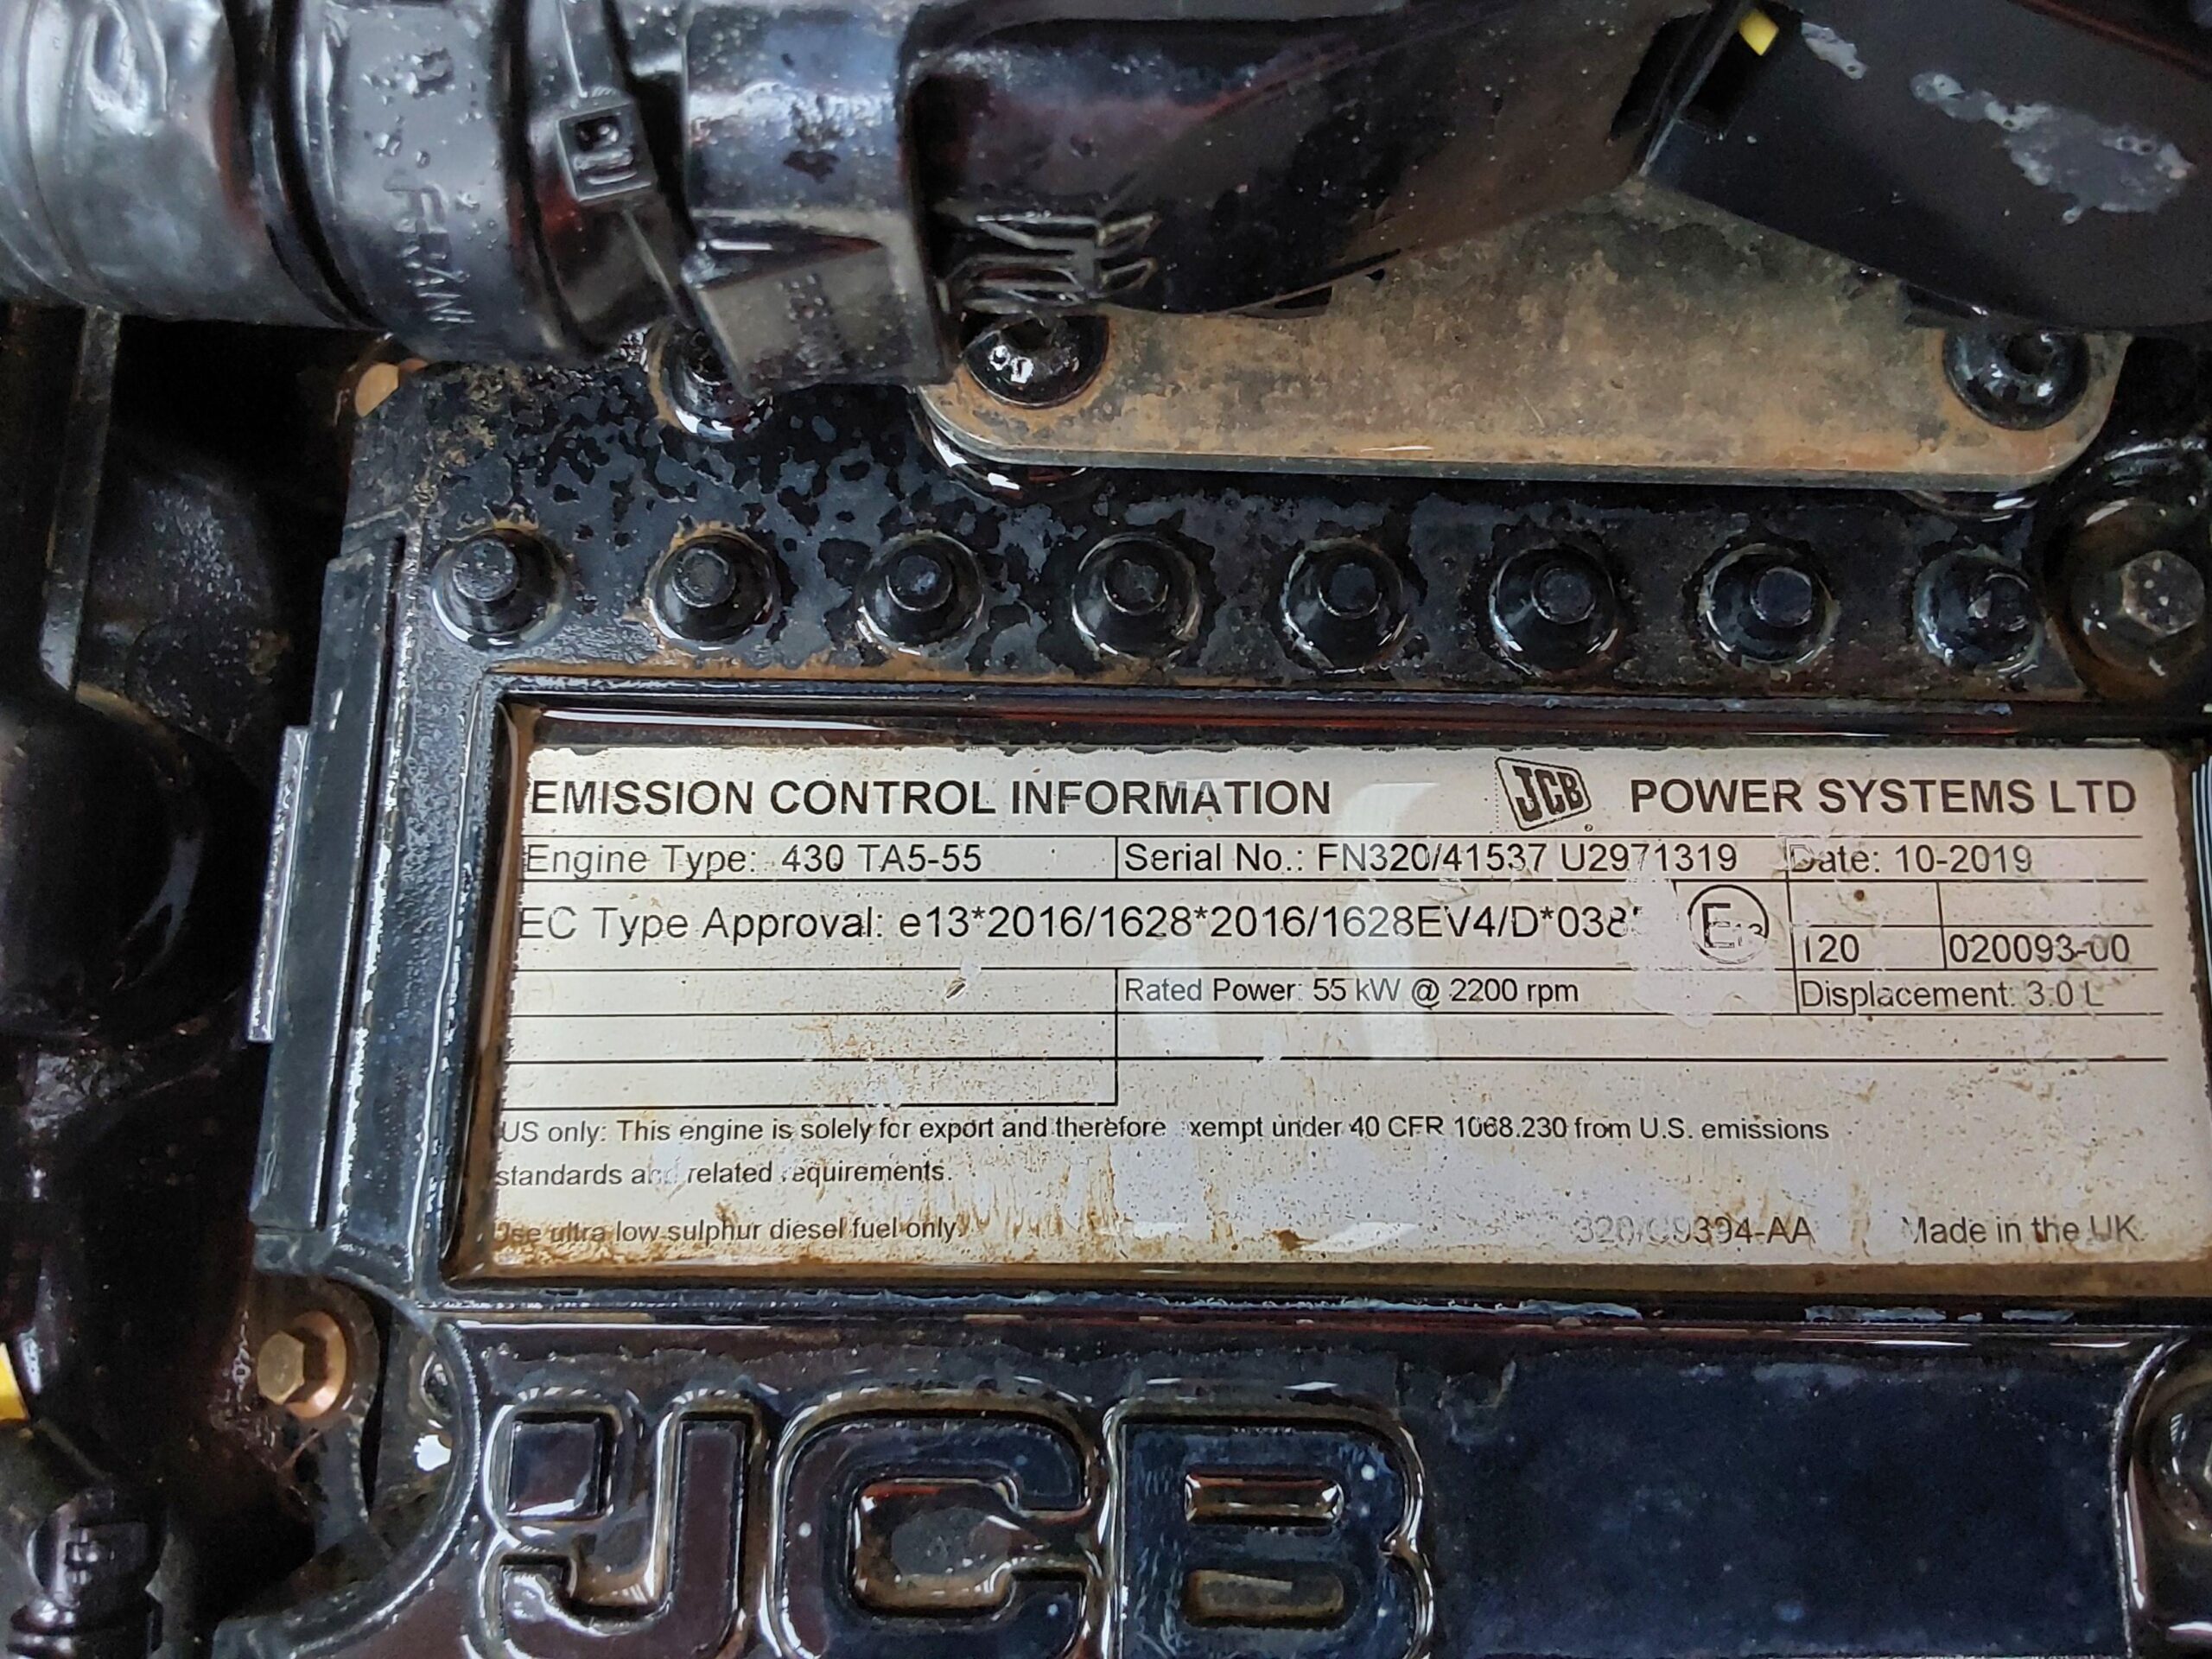 EMISSION CONTROL INFORMATION JCB POWER SYSTEMS LTD
Engine Type: 430 TA5-55 Serial No.: FN320/41537 U2971319 Date: 10-2019
EC Type Approval: e13*2016/1628*2016/1628EV4/D*038
120 020093-00
Rated Power: 55 kW @ 2200 rpm Displacement: 3.0 L
US only: This engine is solely for export and therefore xempt under 40 CFR 1068.230 from U.S. emissions
standards related equirements.
Use ultra low sulphur diesel fuel only.
Made in the UK.
JCB